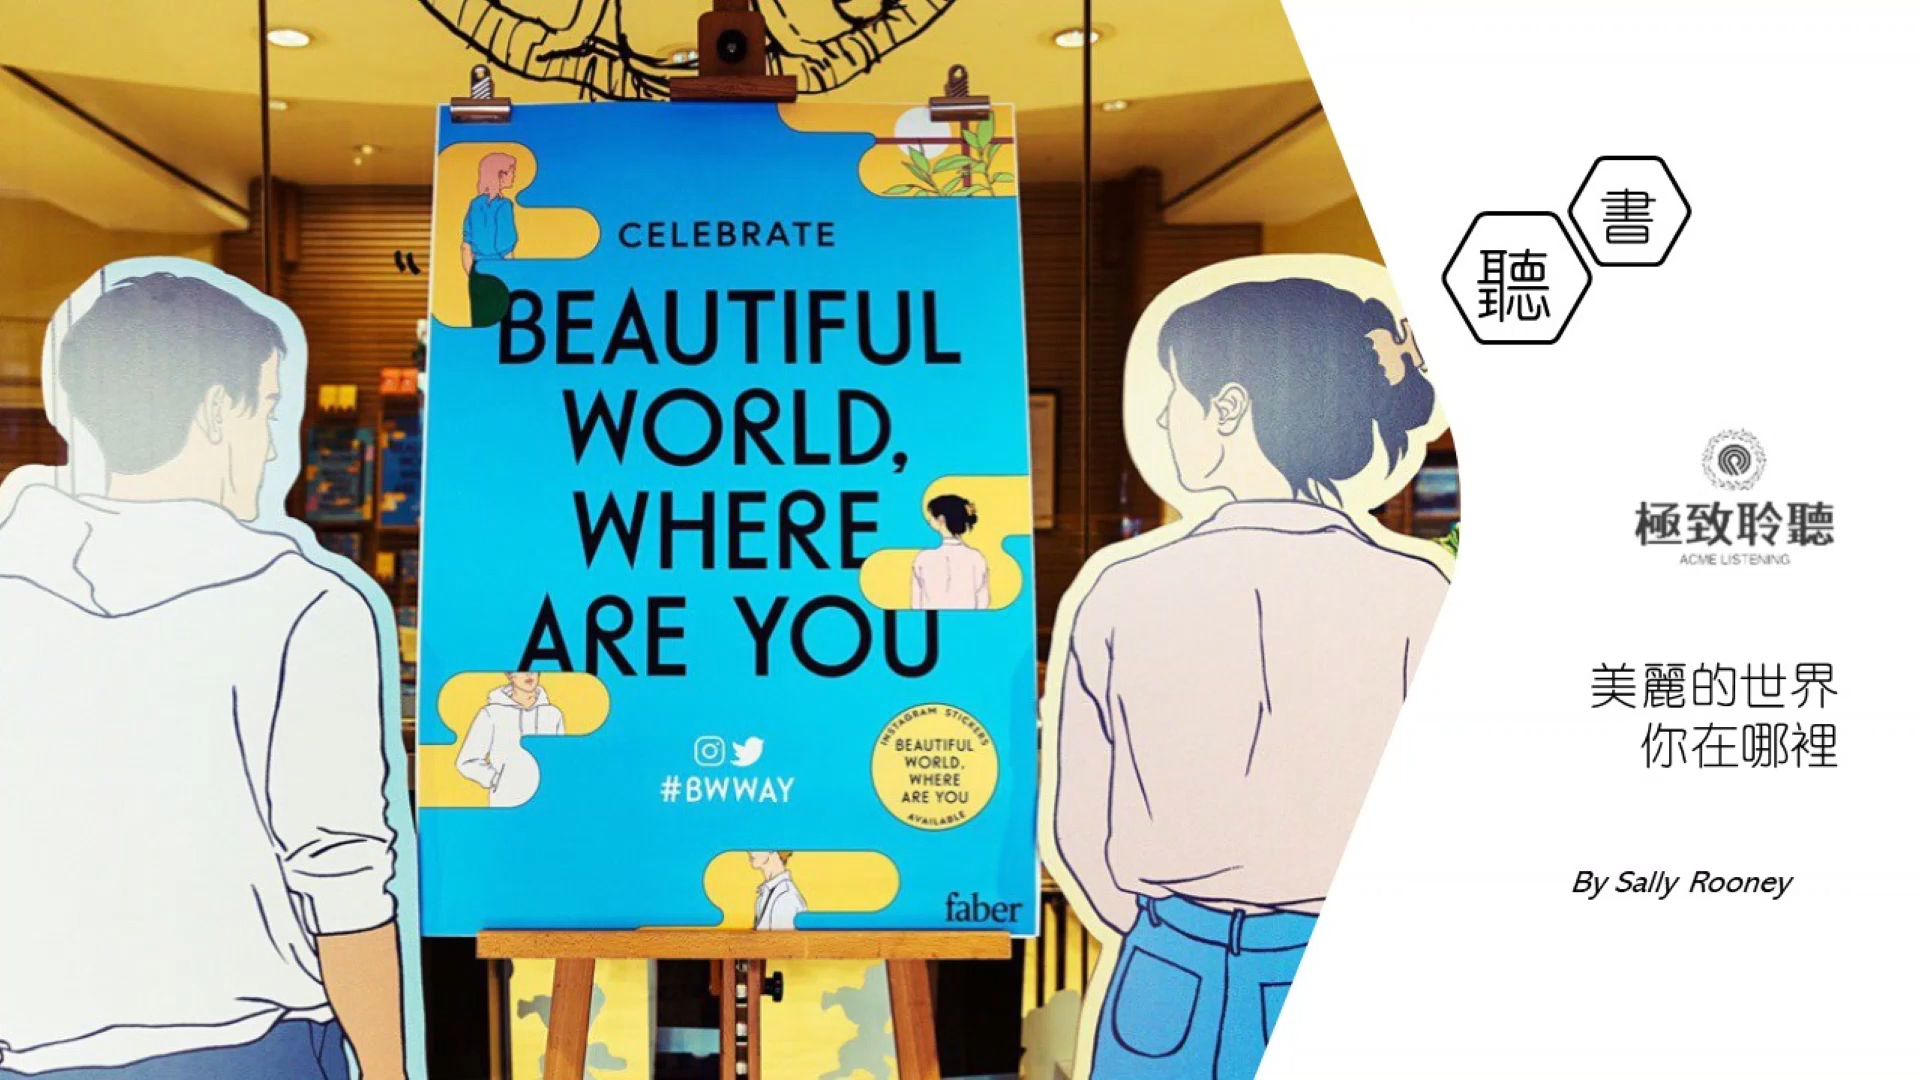 CELEBRATE
BEAUTIFUL
WORLD,
WHERE
ARE YOU
#BWWAY
INSTAGRAM STICKERS
BEAUTIFUL
WORLD,
WHERE
ARE YOU
AVAILABLE
faber
聽書
極致聆聽
ACME LISTENING
美麗的世界
你在哪裡
By Sally Rooney